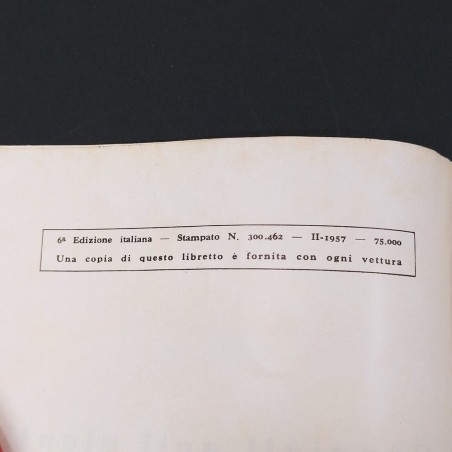 6ª Edizione italiana — Stampato N. 300.462 — II-1957 — 75.000
Una copia di questo libretto è fornita con ogni vettura